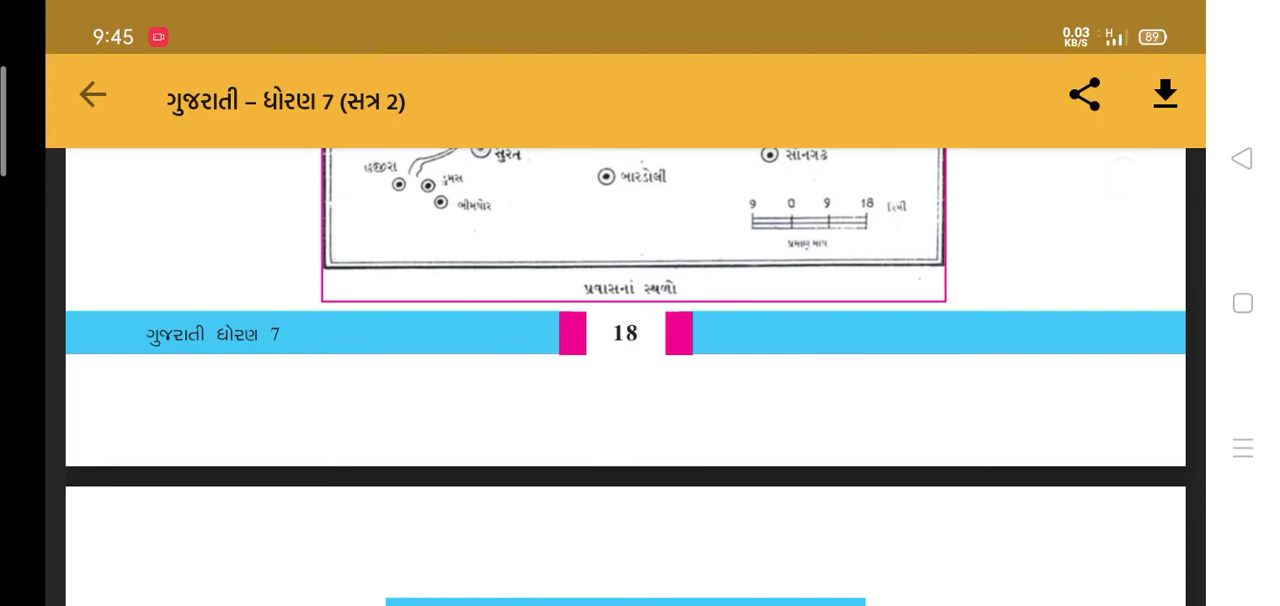 9:45
0.03 KB/S H 89
ગુજરાતી – ધોરણ 7 (સત્ર 2)
સુરત
સોનગઢ
હજીરા
ડુમસ
બારડોલી
ભીમપોર
9 0 9 18 કિમી
પ્રમાણ માપ
પ્રવાસનાં સ્થળો
ગુજરાતી ધોરણ 7
18